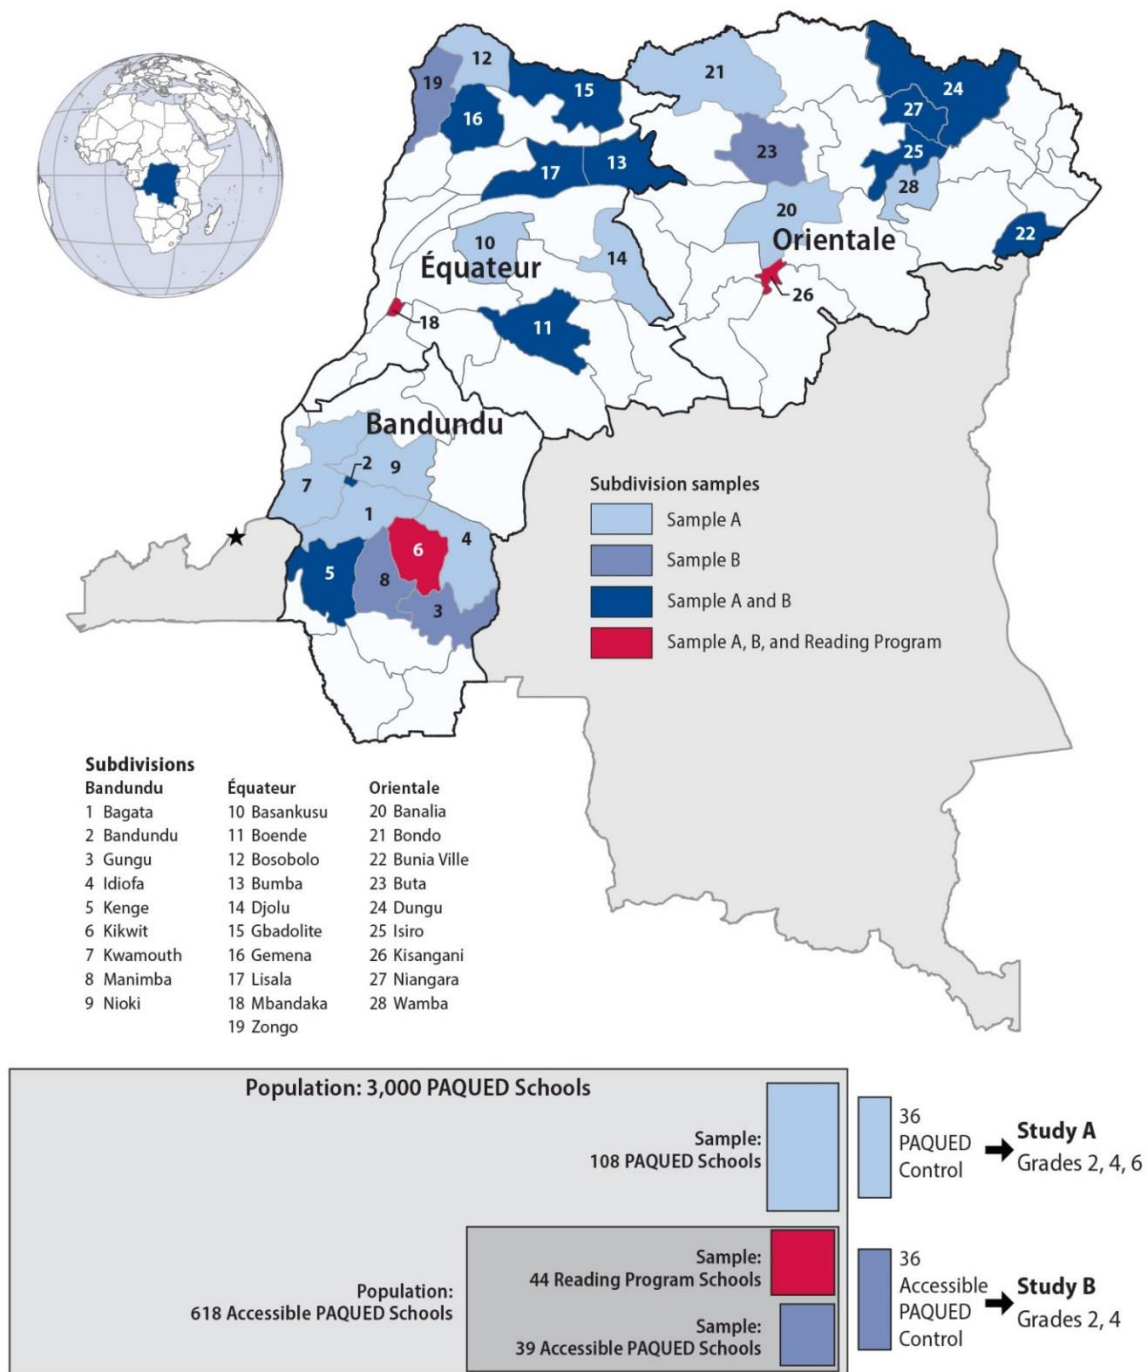 12
19
15
16
21
24
27
25
28
23
17
13
20
22
10
Équateur
14
Orientale
26
18
11
Bandundu
2
9
7
1
6
4
5
8
3
Subdivision samples
Sample A
Sample B
Sample A and B
Sample A, B, and Reading Program
Subdivisions
Bandundu
1 Bagata
2 Bandundu
3 Gungu
4 Idiofa
5 Kenge
6 Kikwit
7 Kwamouth
8 Manimba
9 Nioki
Équateur
10 Basankusu
11 Boende
12 Bosobolo
13 Bumba
14 Djolu
15 Gbadolite
16 Gemena
17 Lisala
18 Mbandaka
19 Zongo
Orientale
20 Banalia
21 Bondo
22 Bunia Ville
23 Buta
24 Dungu
25 Isiro
26 Kisangani
27 Niangara
28 Wamba
Population: 3,000 PAQUED Schools
Sample:
108 PAQUED Schools
36
PAQUED
Control
Study A
Grades 2, 4, 6
Population:
618 Accessible PAQUED Schools
Sample:
44 Reading Program Schools
Sample:
39 Accessible PAQUED Schools
36
Accessible
PAQUED
Control
Study B
Grades 2, 4